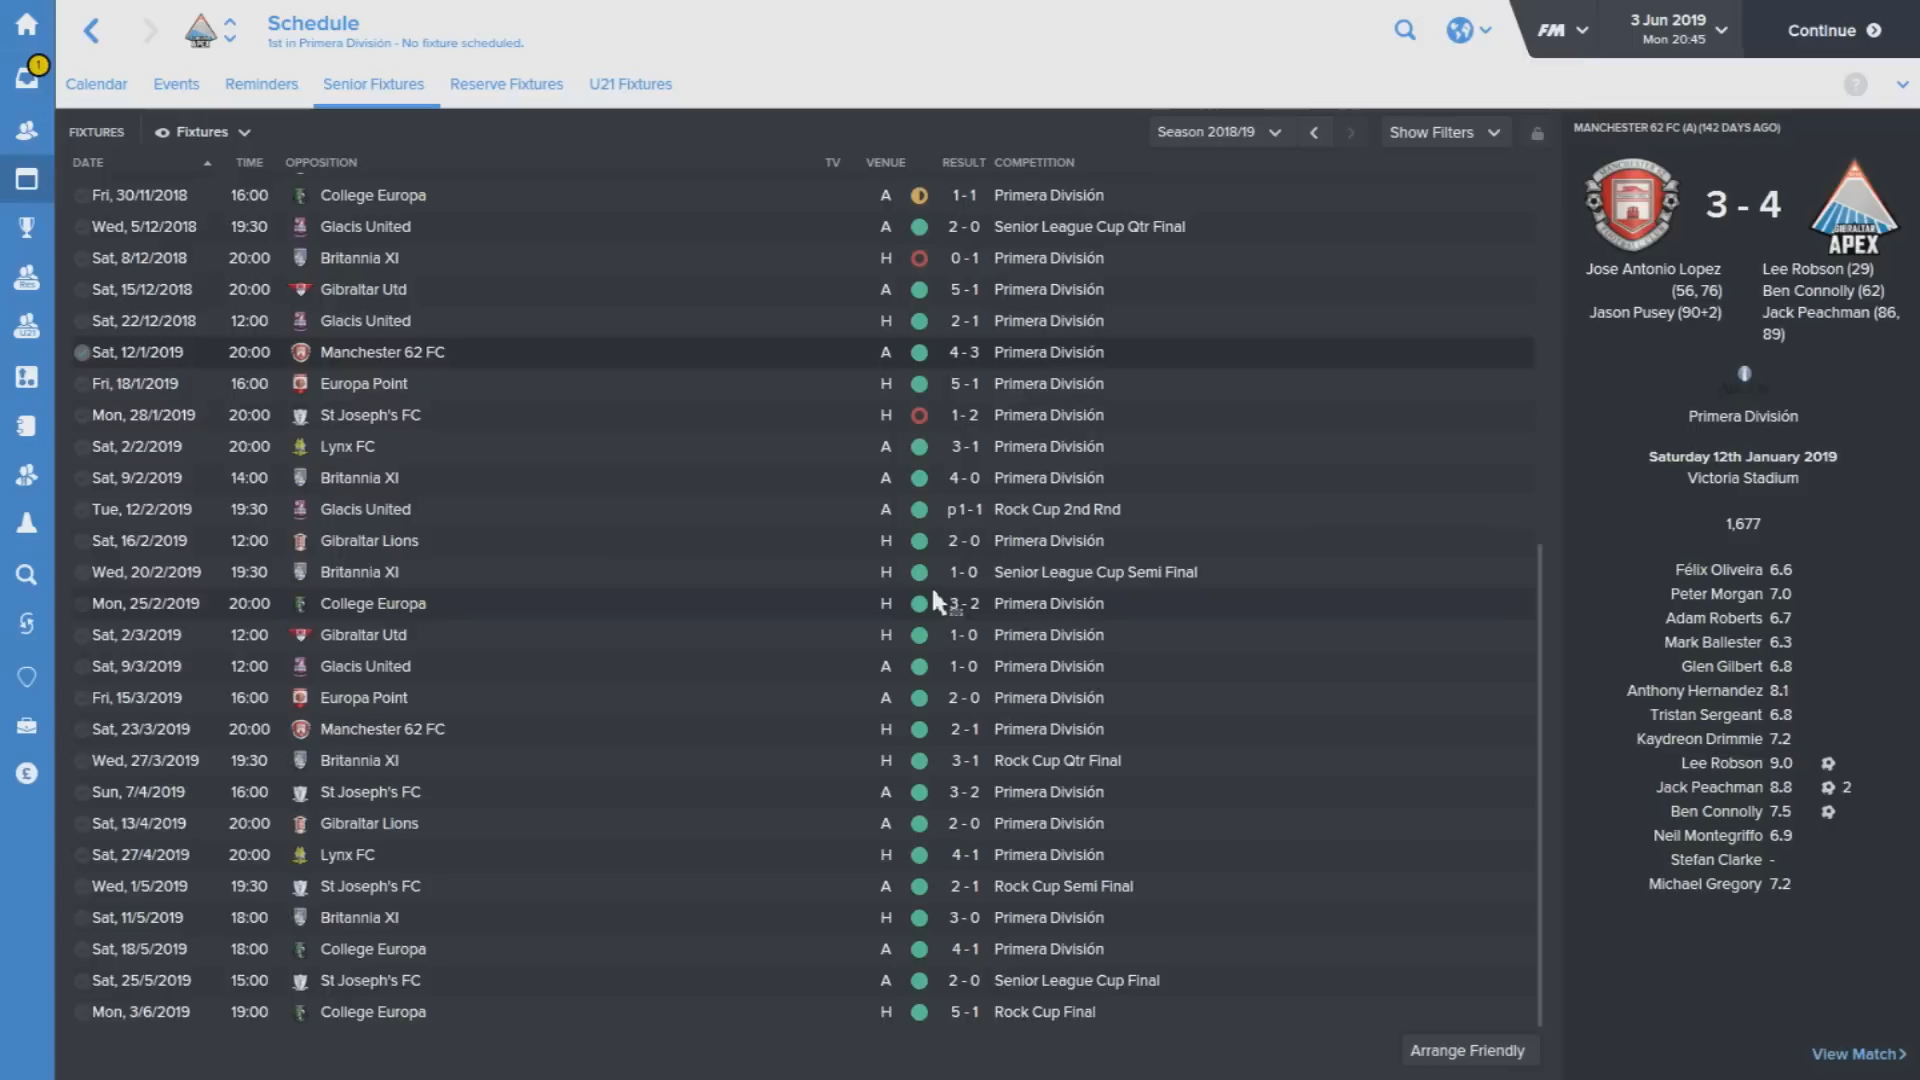 Schedule
1st in Primera División - No fixture scheduled.
FM
3 Jun 2019
Mon 20:45
Continue
1
Calendar Events Reminders Senior Fixtures Reserve Fixtures U21 Fixtures
?
FIXTURES Fixtures Season 2018/19 Show Filters
DATE TIME OPPOSITION TV VENUE RESULT COMPETITION
Fri, 30/11/2018 16:00 College Europa A 1 - 1 Primera División
Wed, 5/12/2018 19:30 Glacis United A 2 - 0 Senior League Cup Qtr Final
Sat, 8/12/2018 20:00 Britannia XI H 0 - 1 Primera División
Sat, 15/12/2018 20:00 Gibraltar Utd A 5 - 1 Primera División
Sat, 22/12/2018 12:00 Glacis United H 2 - 1 Primera División
Sat, 12/1/2019 20:00 Manchester 62 FC A 4 - 3 Primera División
Fri, 18/1/2019 16:00 Europa Point H 5 - 1 Primera División
Mon, 28/1/2019 20:00 St Joseph's FC H 1 - 2 Primera División
Sat, 2/2/2019 20:00 Lynx FC A 3 - 1 Primera División
Sat, 9/2/2019 14:00 Britannia XI A 4 - 0 Primera División
Tue, 12/2/2019 19:30 Glacis United A p 1 - 1 Rock Cup 2nd Rnd
Sat, 16/2/2019 12:00 Gibraltar Lions H 2 - 0 Primera División
Wed, 20/2/2019 19:30 Britannia XI H 1 - 0 Senior League Cup Semi Final
Mon, 25/2/2019 20:00 College Europa H 3 - 2 Primera División
Sat, 2/3/2019 12:00 Gibraltar Utd H 1 - 0 Primera División
Sat, 9/3/2019 12:00 Glacis United A 1 - 0 Primera División
Fri, 15/3/2019 16:00 Europa Point A 2 - 0 Primera División
Sat, 23/3/2019 20:00 Manchester 62 FC H 2 - 1 Primera División
Wed, 27/3/2019 19:30 Britannia XI H 3 - 1 Rock Cup Qtr Final
Sun, 7/4/2019 16:00 St Joseph's FC A 3 - 2 Primera División
Sat, 13/4/2019 20:00 Gibraltar Lions A 2 - 0 Primera División
Sat, 27/4/2019 20:00 Lynx FC H 4 - 1 Primera División
Wed, 1/5/2019 19:30 St Joseph's FC A 2 - 1 Rock Cup Semi Final
Sat, 11/5/2019 18:00 Britannia XI H 3 - 0 Primera División
Sat, 18/5/2019 18:00 College Europa A 4 - 1 Primera División
Sat, 25/5/2019 15:00 St Joseph's FC A 2 - 0 Senior League Cup Final
Mon, 3/6/2019 19:00 College Europa H 5 - 1 Rock Cup Final
Arrange Friendly
MANCHESTER 62 FC (A) (142 DAYS AGO)
3 - 4
GIBRALTAR
APEX
Jose Antonio Lopez (56, 76)
Jason Pusey (90+2)
Lee Robson (29)
Ben Connolly (62)
Jack Peachman (86, 89)
Primera División
Saturday 12th January 2019
Victoria Stadium
1,677
Félix Oliveira 6.6
Peter Morgan 7.0
Adam Roberts 6.7
Mark Ballester 6.3
Glen Gilbert 6.8
Anthony Hernandez 8.1
Tristan Sergeant 6.8
Kaydreon Drimmie 7.2
Lee Robson 9.0
Jack Peachman 8.8 2
Ben Connolly 7.5
Neil Montegriffo 6.9
Stefan Clarke -
Michael Gregory 7.2
View Match